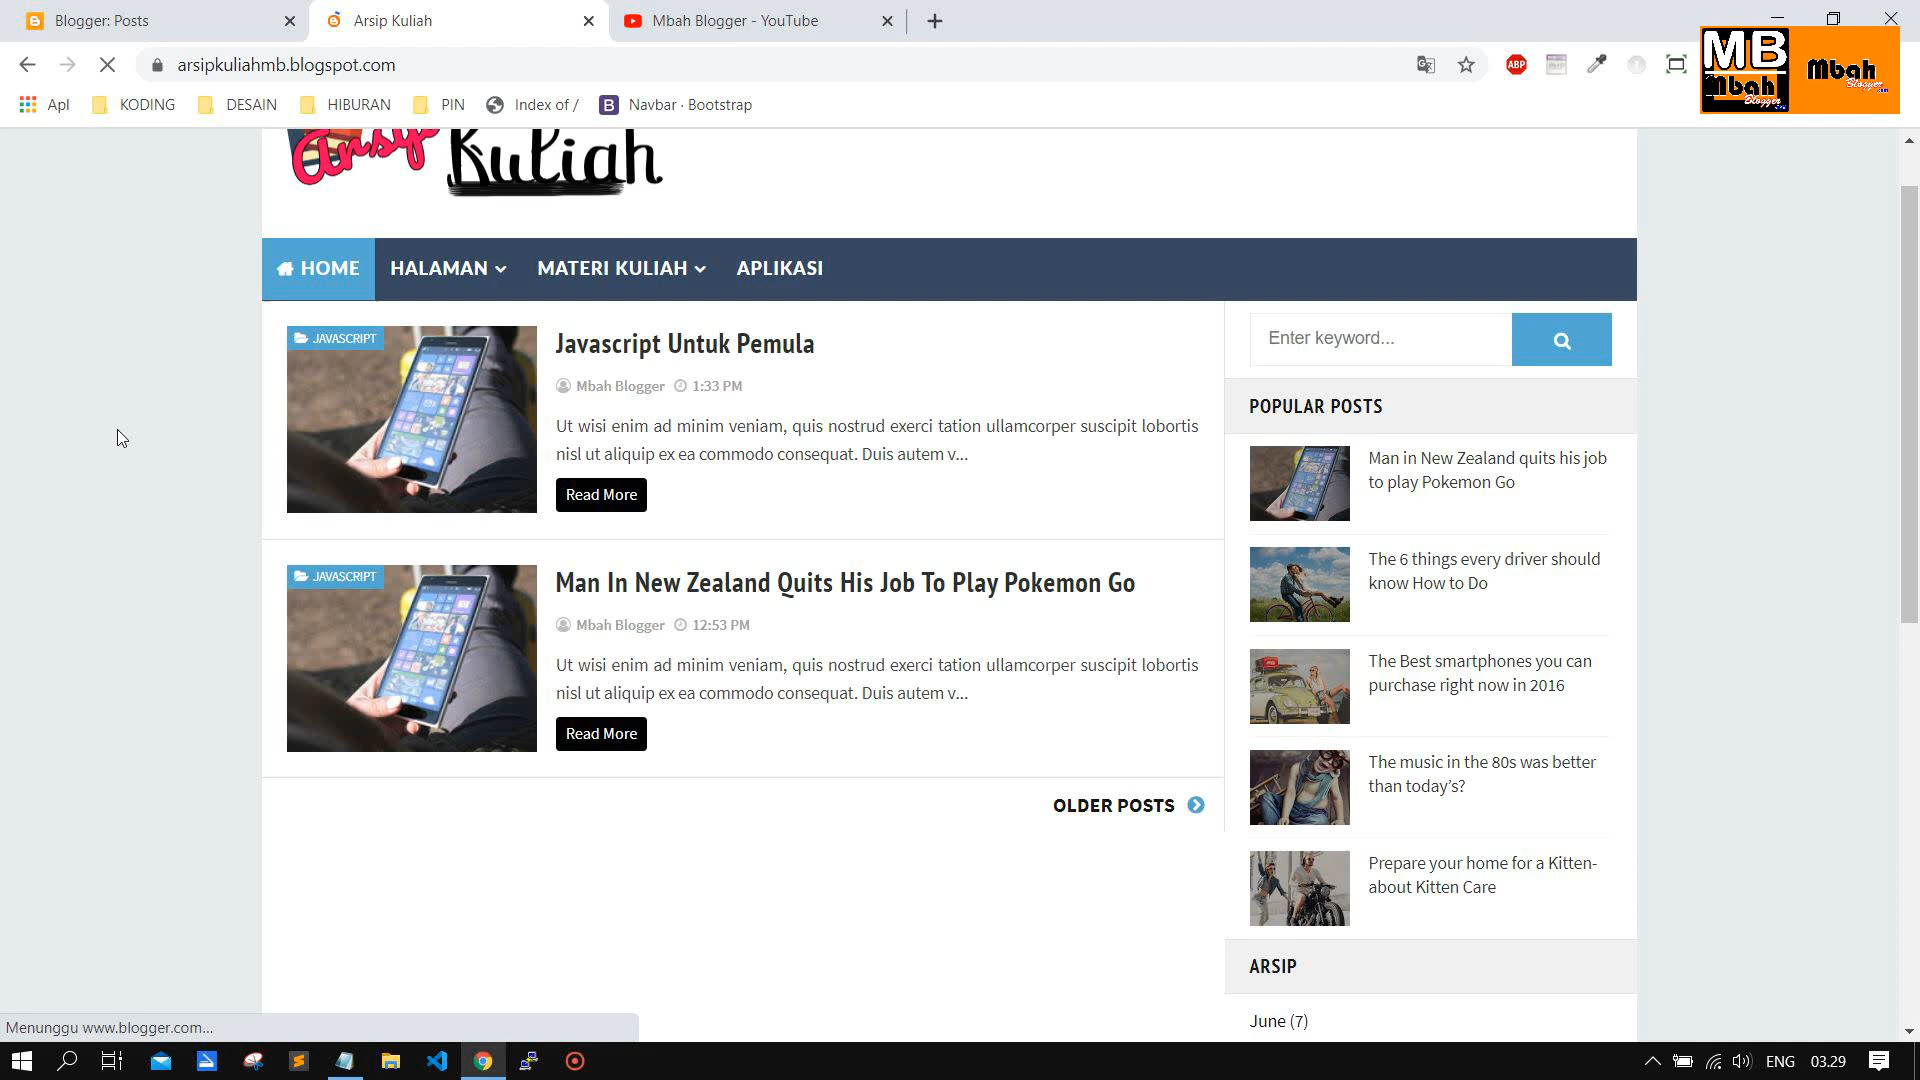 Blogger: Posts
Arsip Kuliah
Mbah Blogger - YouTube
arsipkuliahmb.blogspot.com
ABP
MB
Mbah
Blogger
Mbah
Blogger
Apl
KODING
DESAIN
HIBURAN
PIN
Index of /
B
Navbar · Bootstrap
Arsip
Kuliah
HOME
HALAMAN
MATERI KULIAH
APLIKASI
JAVASCRIPT
Javascript Untuk Pemula
Mbah Blogger
1:33 PM
Ut wisi enim ad minim veniam, quis nostrud exerci tation ullamcorper suscipit lobortis
nisl ut aliquip ex ea commodo consequat. Duis autem v...
Read More
JAVASCRIPT
Man In New Zealand Quits His Job To Play Pokemon Go
Mbah Blogger
12:53 PM
Ut wisi enim ad minim veniam, quis nostrud exerci tation ullamcorper suscipit lobortis
nisl ut aliquip ex ea commodo consequat. Duis autem v...
Read More
OLDER POSTS
Enter keyword...
POPULAR POSTS
Man in New Zealand quits his job
to play Pokemon Go
The 6 things every driver should
know How to Do
The Best smartphones you can
purchase right now in 2016
The music in the 80s was better
than today’s?
Prepare your home for a Kitten-
about Kitten Care
ARSIP
June (7)
Menunggu www.blogger.com...
ENG
03.29